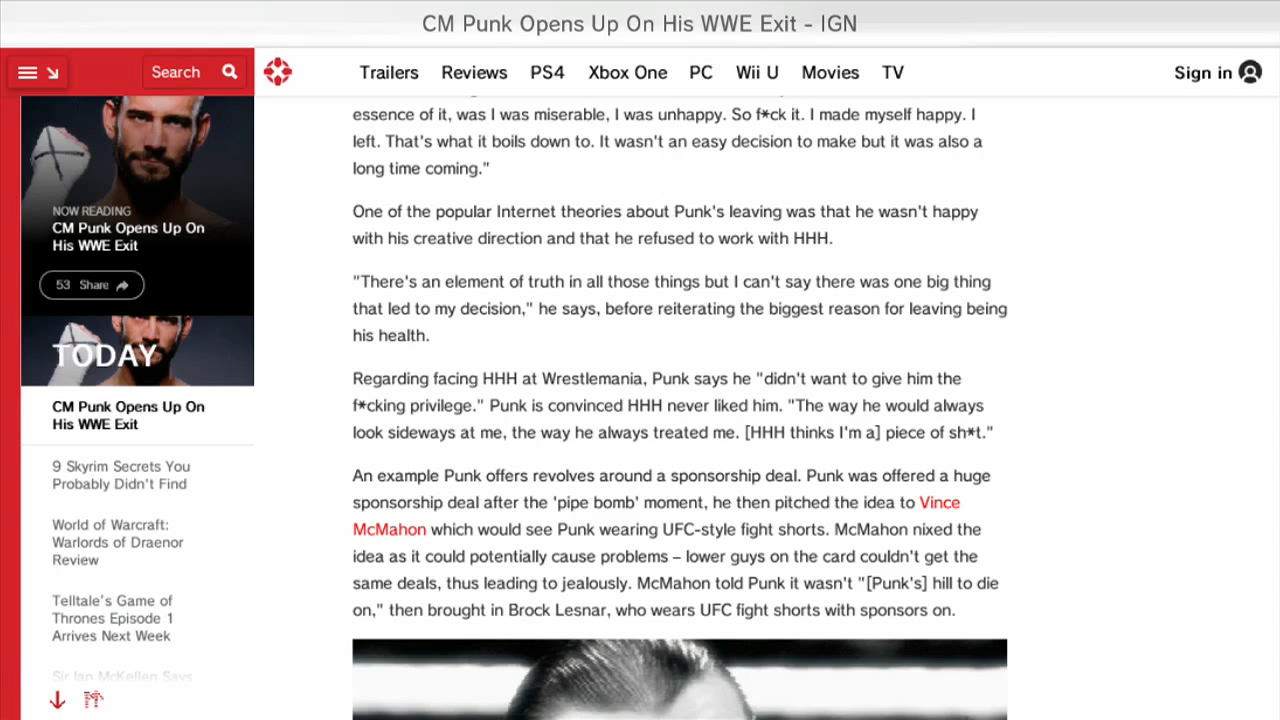 CM Punk Opens Up On His WWE Exit - IGN
Search
Trailers Reviews PS4 Xbox One PC Wii U Movies TV
Sign in
NOW READING
CM Punk Opens Up On
His WWE Exit
53 Share
TODAY
CM Punk Opens Up On
His WWE Exit
9 Skyrim Secrets You
Probably Didn't Find
World of Warcraft:
Warlords of Draenor
Review
Telltale's Game of
Thrones Episode 1
Arrives Next Week
Sir Ian McKellen Says
essence of it, was I was miserable, I was unhappy. So f*ck it. I made myself happy. I
left. That's what it boils down to. It wasn't an easy decision to make but it was also a
long time coming."
One of the popular Internet theories about Punk's leaving was that he wasn't happy
with his creative direction and that he refused to work with HHH.
"There's an element of truth in all those things but I can't say there was one big thing
that led to my decision," he says, before reiterating the biggest reason for leaving being
his health.
Regarding facing HHH at Wrestlemania, Punk says he "didn't want to give him the
f*cking privilege." Punk is convinced HHH never liked him. "The way he would always
look sideways at me, the way he always treated me. [HHH thinks I'm a] piece of sh*t."
An example Punk offers revolves around a sponsorship deal. Punk was offered a huge
sponsorship deal after the 'pipe bomb' moment, he then pitched the idea to Vince
McMahon which would see Punk wearing UFC-style fight shorts. McMahon nixed the
idea as it could potentially cause problems – lower guys on the card couldn't get the
same deals, thus leading to jealously. McMahon told Punk it wasn't "[Punk's] hill to die
on," then brought in Brock Lesnar, who wears UFC fight shorts with sponsors on.